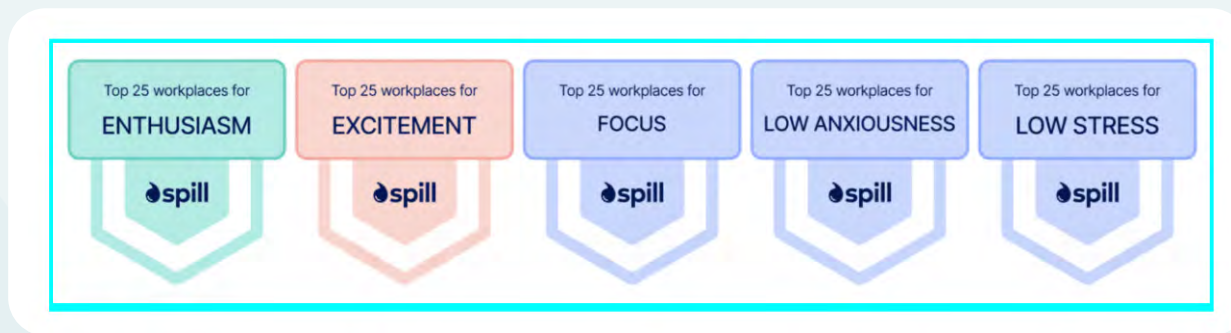 Top 25 workplaces for
ENTHUSIASM
spill
Top 25 workplaces for
EXCITEMENT
spill
Top 25 workplaces for
FOCUS
spill
Top 25 workplaces for
LOW ANXIOUSNESS
spill
Top 25 workplaces for
LOW STRESS
spill